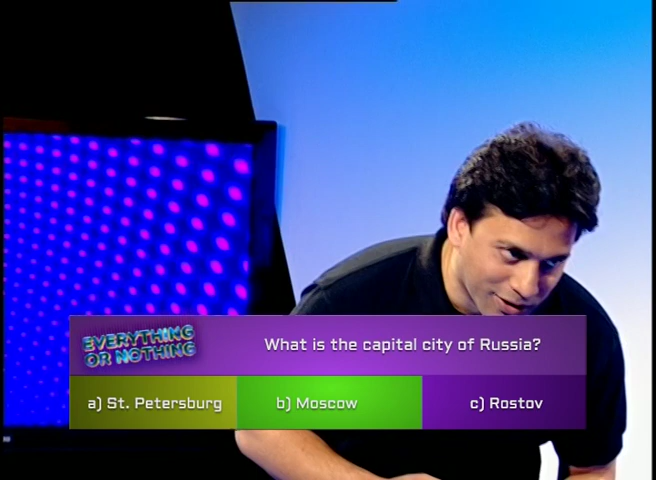 EVERYTHING
OR NOTHING
What is the capital city of Russia?
a) St. Petersburg
b) Moscow
c) Rostov